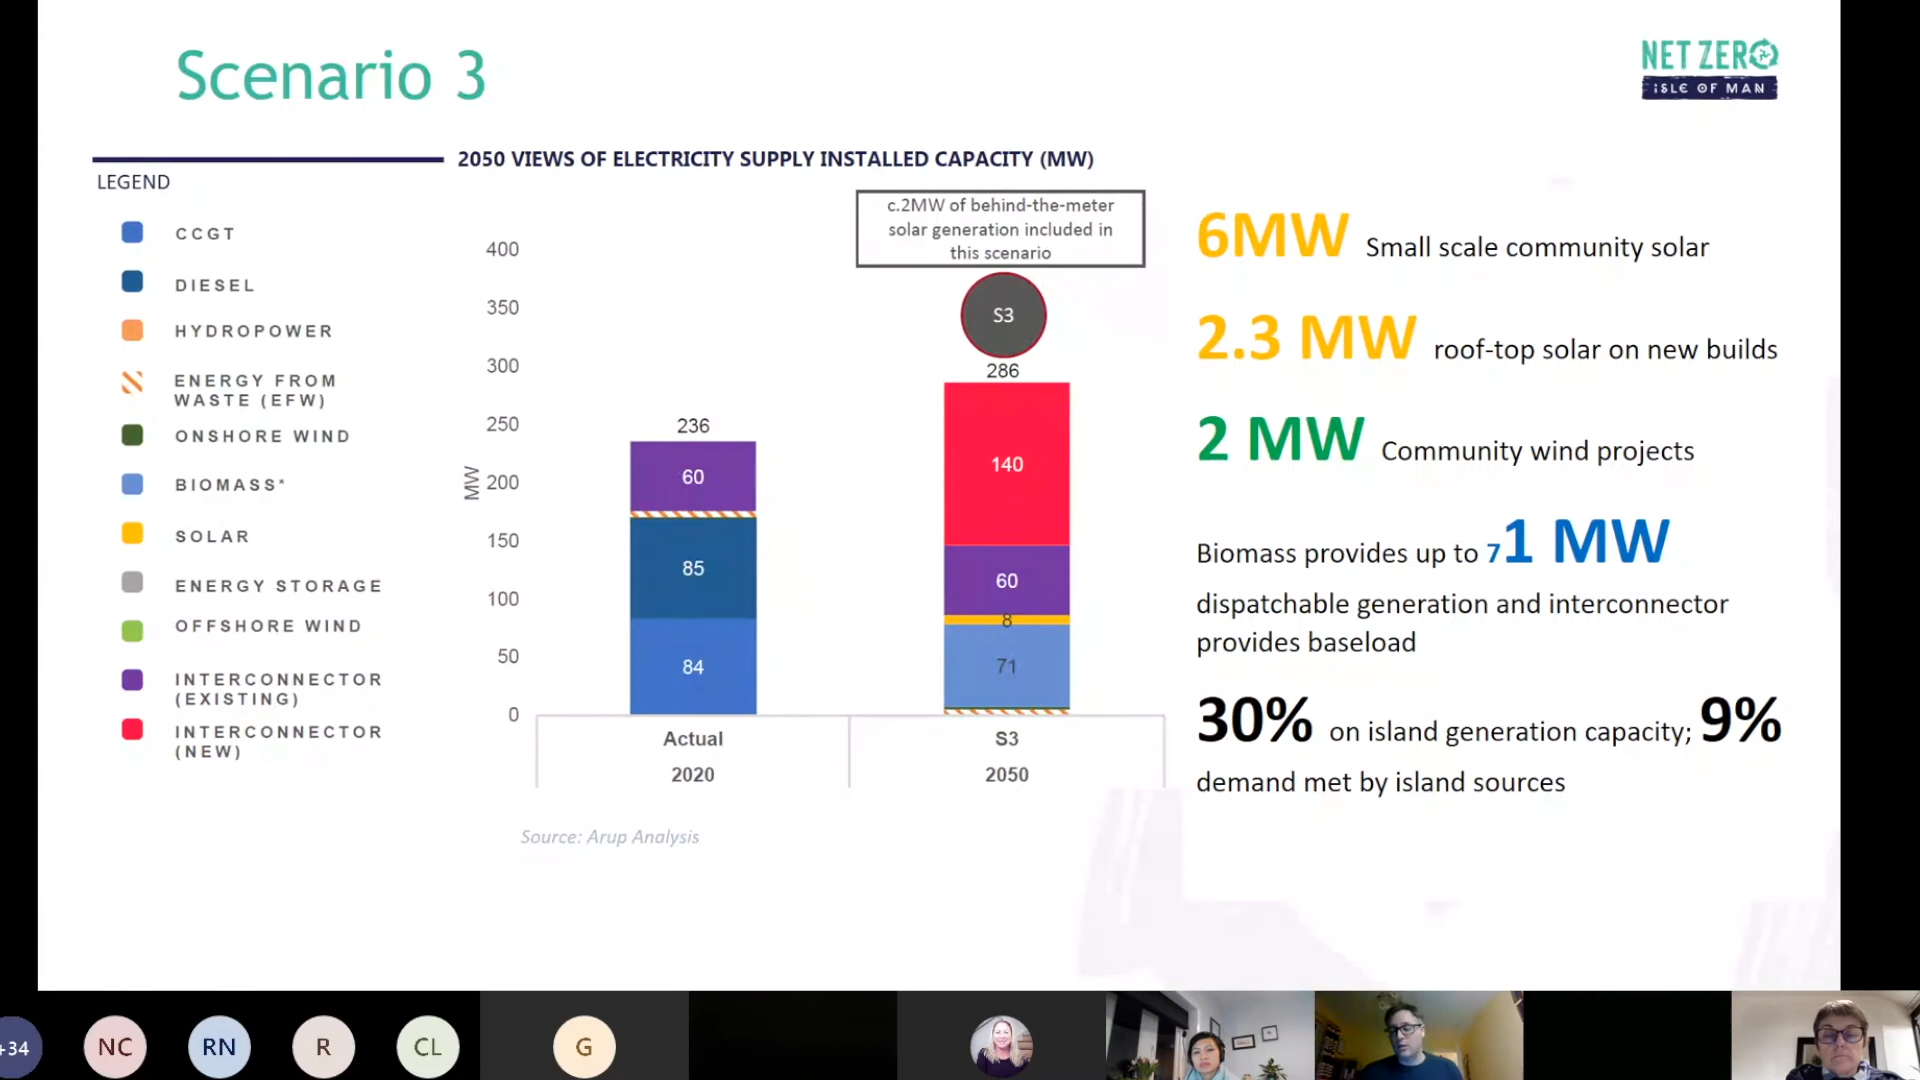 Scenario 3
NET ZERO
ISLE OF MAN
2050 VIEWS OF ELECTRICITY SUPPLY INSTALLED CAPACITY (MW)
LEGEND
CCGT
DIESEL
HYDROPOWER
ENERGY FROM
WASTE (EFW)
ONSHORE WIND
BIOMASS*
SOLAR
ENERGY STORAGE
OFFSHORE WIND
INTERCONNECTOR
(EXISTING)
INTERCONNECTOR
(NEW)
c.2MW of behind-the-meter
solar generation included in
this scenario
MW
400
350
300
250
200
150
100
50
0
236
60
85
84
S3
286
140
60
8
71
Actual
2020
S3
2050
Source: Arup Analysis
6MW Small scale community solar
2.3 MW roof-top solar on new builds
2 MW Community wind projects
Biomass provides up to 71 MW
dispatchable generation and interconnector
provides baseload
30% on island generation capacity; 9%
demand met by island sources
+34
NC
RN
R
CL
G